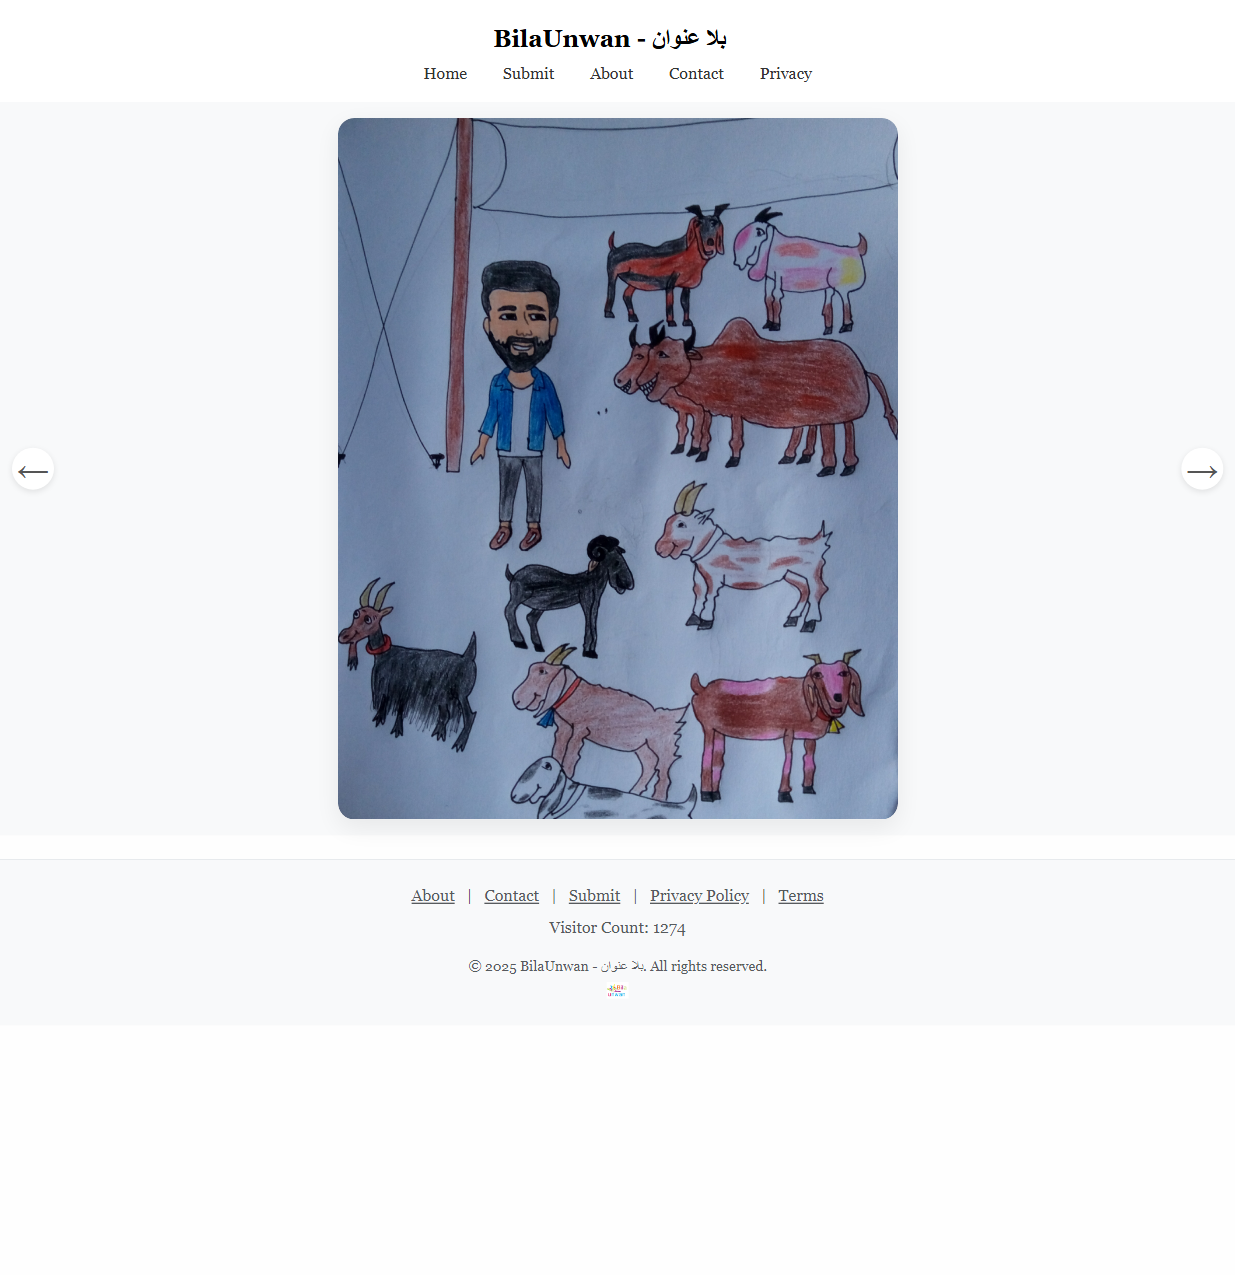 BilaUnwan - بلا عنوان
Home Submit About Contact Privacy
←
→
About | Contact | Submit | Privacy Policy | Terms
Visitor Count: 1274
© 2025 BilaUnwan - بلا عنوان. All rights reserved.